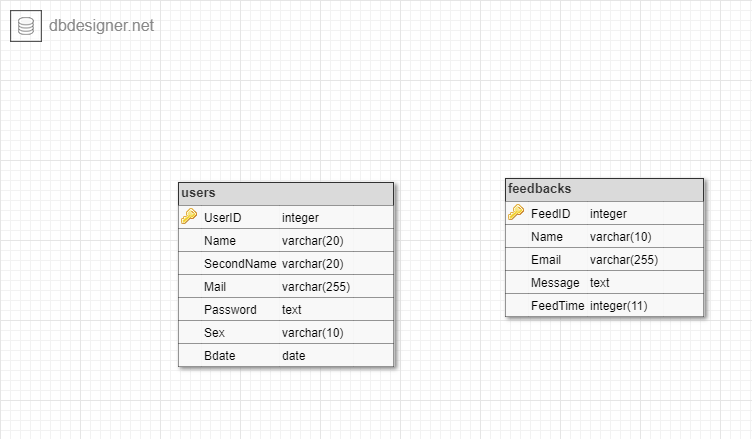 dbdesigner.net
users
UserID integer
Name varchar(20)
SecondName varchar(20)
Mail varchar(255)
Password text
Sex varchar(10)
Bdate date
feedbacks
FeedID integer
Name varchar(10)
Email varchar(255)
Message text
FeedTime integer(11)